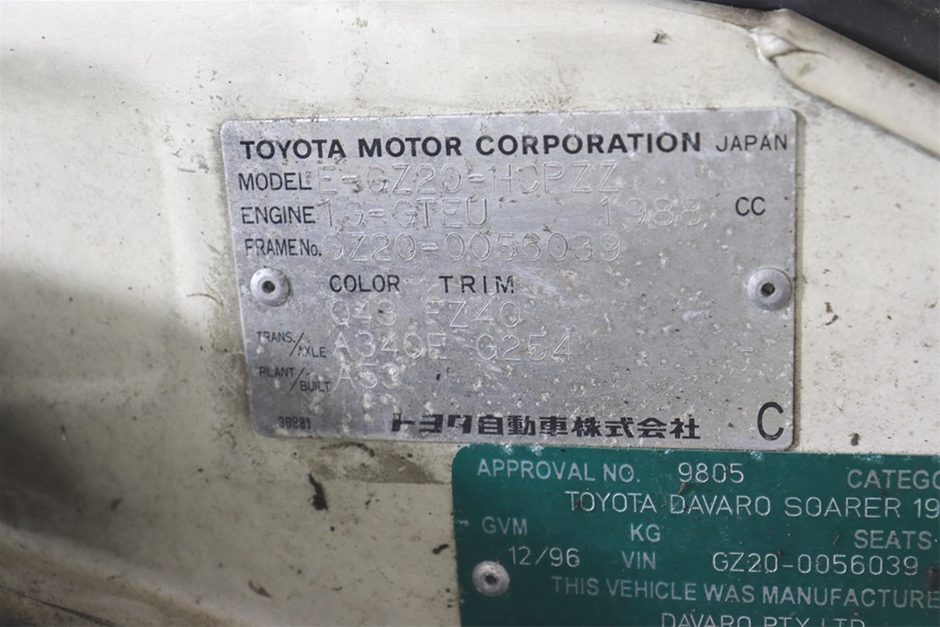 TOYOTA MOTOR CORPORATION JAPAN
MODEL E-GZ20-HCPZZ
ENGINE 1G-GTEU 1988 CC
FRAME No. GZ20-0056039
COLOR TRIM
Q43 FZ40
TRANS./AXLE A340E G254 -
PLANT/BUILT A53
30881
トヨタ自動車株式会社 C
APPROVAL NO. 9805 CATEGO
TOYOTA DAVARO SOARER 19
GVM KG SEATS
12/96 VIN GZ20-0056039
THIS VEHICLE WAS MANUFACTURE
DAVARO PTY LTD